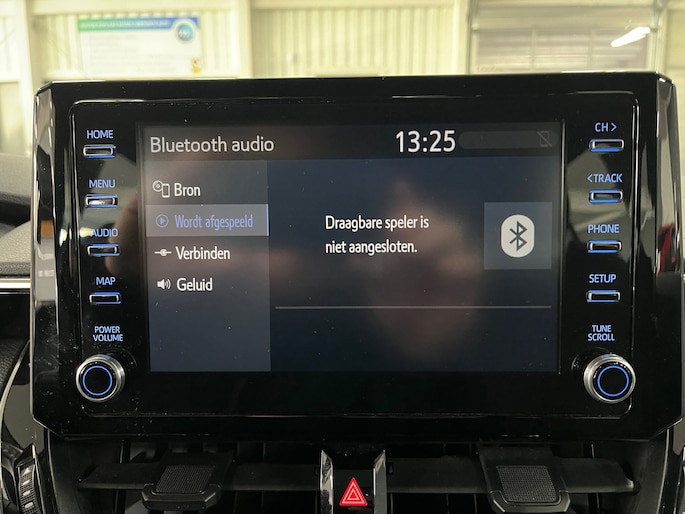 Bluetooth audio 13:25
HOME
MENU
AUDIO
MAP
POWER
VOLUME
Bron
Wordt afgespeeld
Verbinden
Geluid
Draagbare speler is
niet aangesloten.
CH >
< TRACK
PHONE
SETUP
TUNE
SCROLL